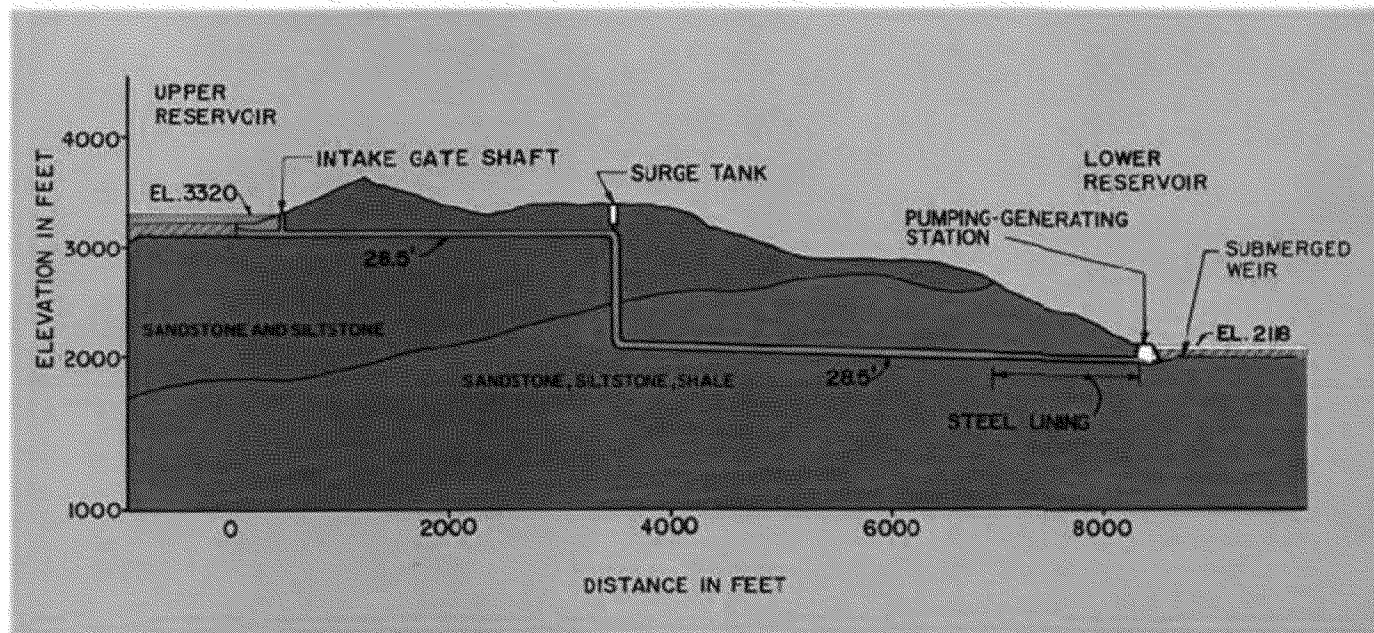 UPPER
RESERVOIR
4000
INTAKE GATE SHAFT
SURGE TANK
LOWER
RESERVOIR
EL. 3320
PUMPING-GENERATING
STATION
SUBMERGED
WEIR
3000
28.5'
ELEVATION IN FEET
SANDSTONE AND SILTSTONE
EL. 2118
2000
SANDSTONE, SILTSTONE, SHALE
28.5'
STEEL LINING
1000
0
2000
4000
6000
8000
DISTANCE IN FEET